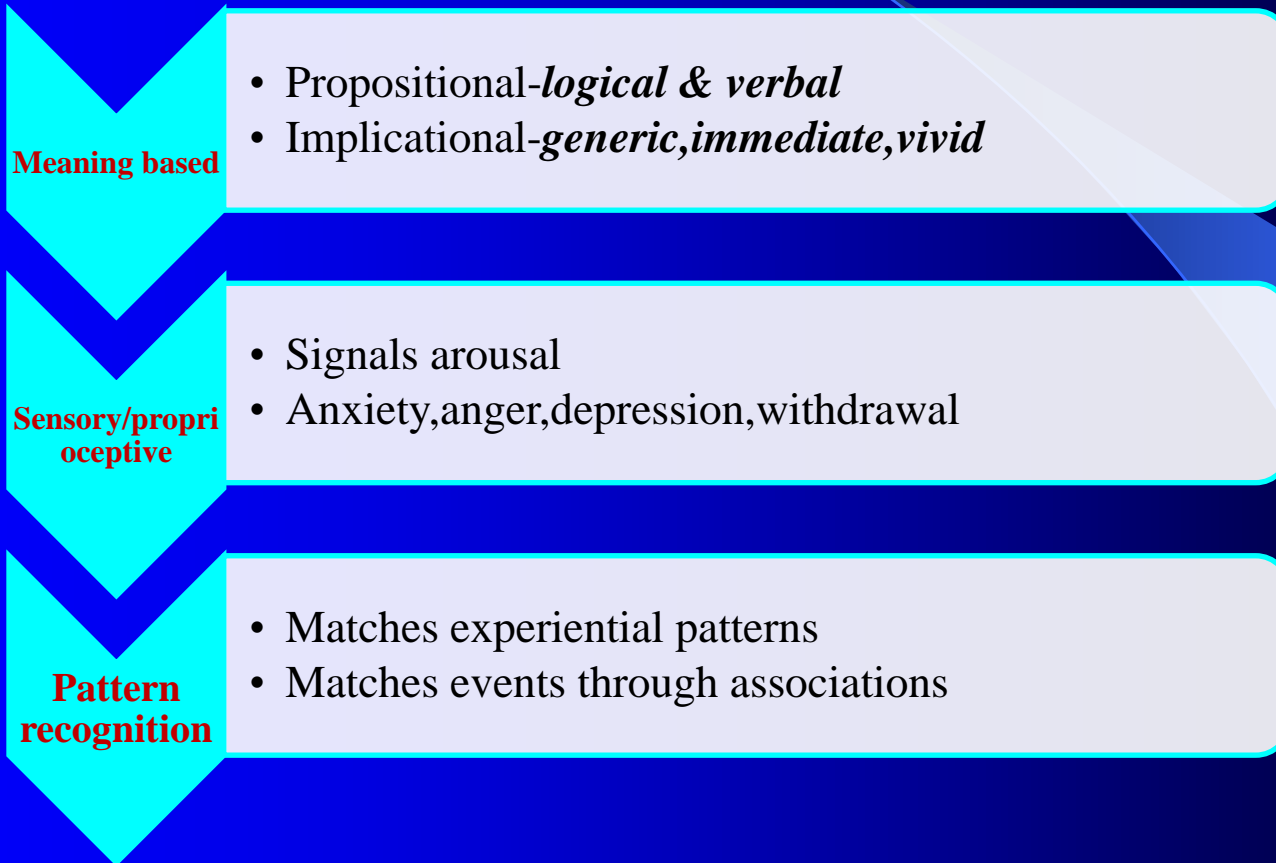 Meaning based
• Propositional-logical & verbal
• Implicational-generic,immediate,vivid
Sensory/propri
oceptive
• Signals arousal
• Anxiety,anger,depression,withdrawal
Pattern
recognition
• Matches experiential patterns
• Matches events through associations